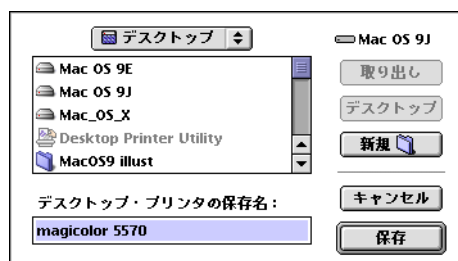 デスクトップ
Mac OS 9J
Mac OS 9E
Mac OS 9J
Mac_OS_X
Desktop Printer Utility
MacOS9 illust
取り出し
デスクトップ
新規
デスクトップ・プリンタの保存名：
magicolor 5570
キャンセル
保存